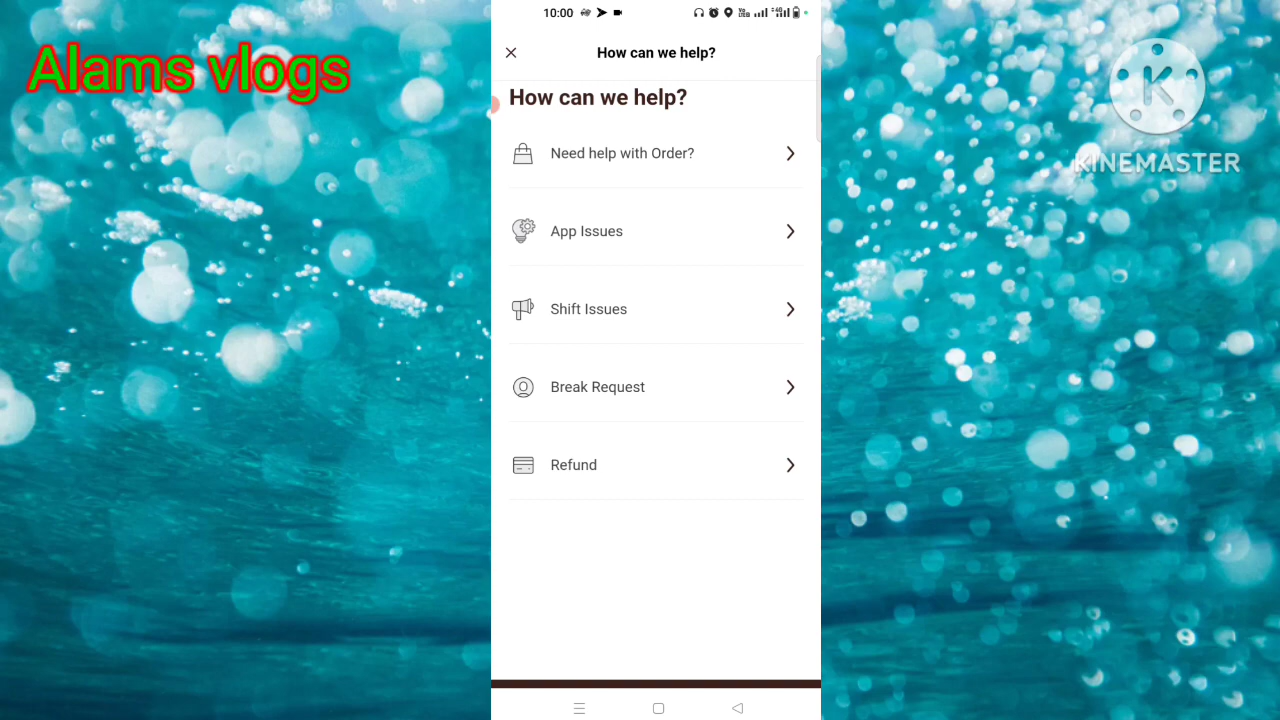 Alams vlogs
10:00
How can we help?
How can we help?
Need help with Order?
App Issues
Shift Issues
Break Request
Refund
K
KINEMASTER